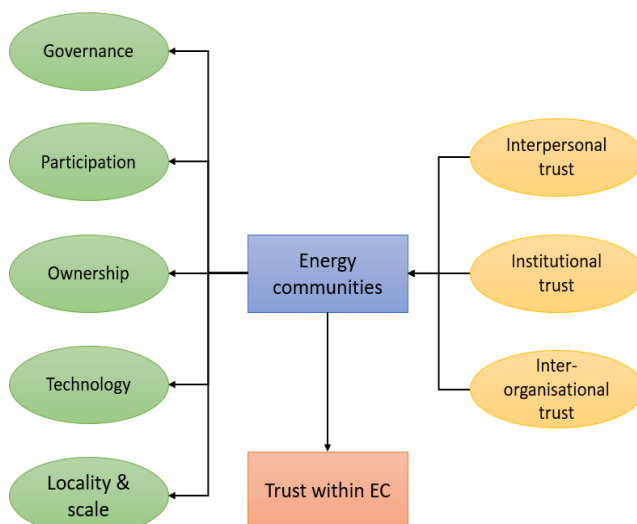 Governance
Participation
Ownership
Technology
Locality &
scale
Energy
communities
Trust within EC
Interpersonal
trust
Institutional
trust
Inter-
organisational
trust